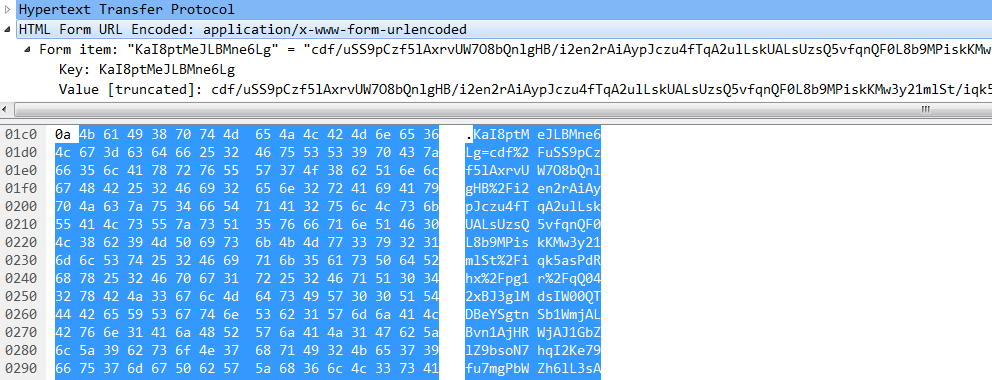 Hypertext Transfer Protocol
HTML Form URL Encoded: application/x-www-form-urlencoded
Form item: "KaI8ptMeJLBMne6Lg" = "cdf/uSS9pCzf5lAxrvUW7O8bQnlgHB/i2en2rAiAypJczu4fTqA2ulLskUALsUzsQ5vfqnQF0L8b9MPiskKMw
Key: KaI8ptMeJLBMne6Lg
Value [truncated]: cdf/uSS9pCzf5lAxrvUW7O8bQnlgHB/i2en2rAiAypJczu4fTqA2ulLskUALsUzsQ5vfqnQF0L8b9MPiskKMw3y21mlSt/iqk5
01c0 0a 4b 61 49 38 70 74 4d 65 4a 4c 42 4d 6e 65 36 .KaI8ptM eJLBMne6
01d0 4c 67 3d 63 64 66 25 32 46 75 53 53 39 70 43 7a Lg=cdf%2 FuSS9pCz
01e0 66 35 6c 41 78 72 76 55 57 37 4f 38 62 51 6e 6c f5lAxrvU W7O8bQnl
01f0 67 48 42 25 32 46 69 32 65 6e 32 72 41 69 41 79 gHB%2Fi2 en2rAiAy
0200 70 4a 63 7a 75 34 66 54 71 41 32 75 6c 4c 73 6b pJczu4fT qA2ulLsk
0210 55 41 4c 73 55 7a 73 51 35 76 66 71 6e 51 46 30 UALsUzsQ 5vfqnQF0
0220 4c 38 62 39 4d 50 69 73 6b 4b 4d 77 33 79 32 31 L8b9MPis kKMw3y21
0230 6d 6c 53 74 25 32 46 69 71 6b 35 61 73 50 64 52 mlSt%2Fi qk5asPdR
0240 68 78 25 32 46 70 67 31 72 25 32 46 71 51 30 34 hx%2Fpg1 r%2FqQ04
0250 32 78 42 4a 33 67 6c 4d 64 73 49 57 30 30 51 54 2xBJ3glM dsIW00QT
0260 44 42 65 59 53 67 74 6e 53 62 31 57 6d 6a 41 4c DBeYSgtn Sb1WmjAL
0270 42 76 6e 31 41 6a 48 52 57 6a 41 4a 31 47 62 5a Bvn1AjHR WjAJ1GbZ
0280 6c 5a 39 62 73 6f 4e 37 68 71 49 32 4b 65 37 39 lZ9bsoN7 hqI2Ke79
0290 66 75 37 6d 67 50 62 57 5a 68 36 6c 4c 33 73 41 fu7mgPbW Zh6lL3sA